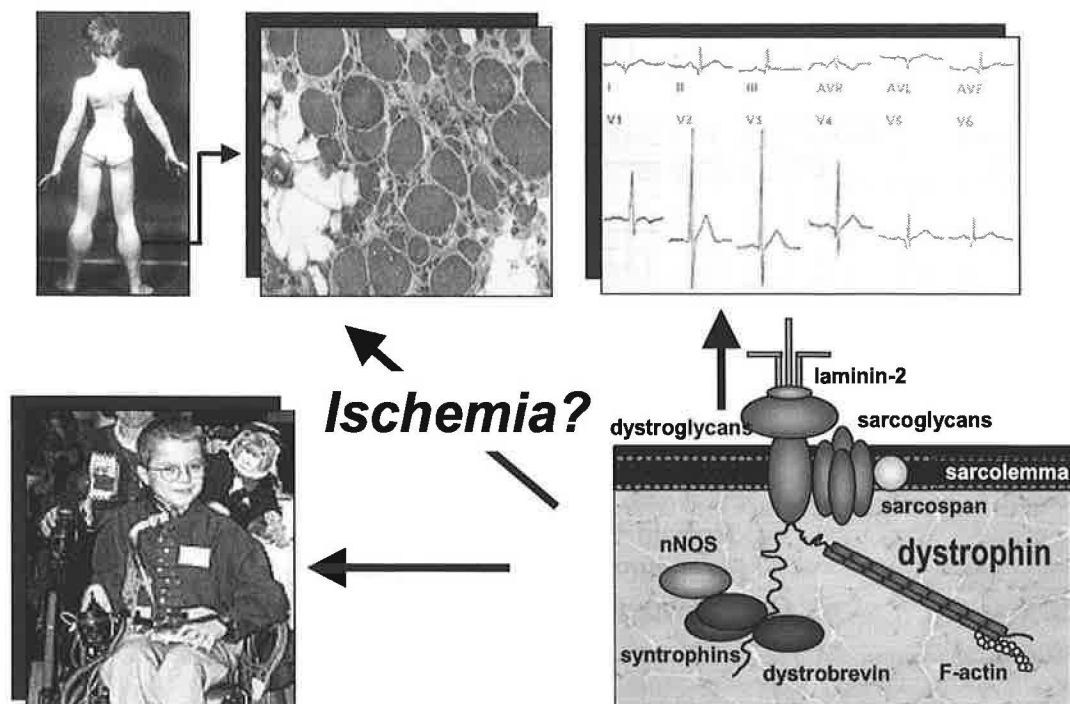 I II III AVR AVL AVF
V1 V2 V3 V4 V5 V6
Ischemia?
laminin-2
dystroglycans
sarcoglycans
sarcolemma
sarcospan
nNOS
dystrophin
syntrophins
dystrobrevin
F-actin